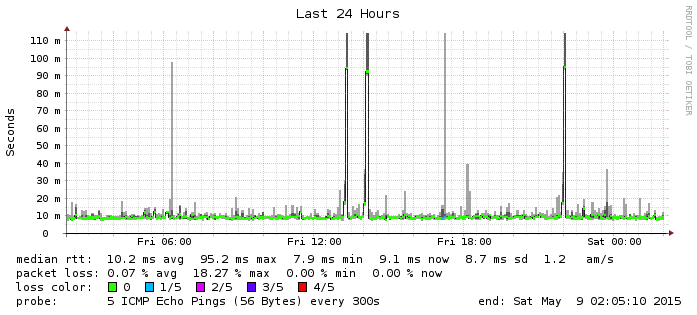 Last 24 Hours
RRDTOOL / TOBI OETIKER
Seconds
110 m
100 m
90 m
80 m
70 m
60 m
50 m
40 m
30 m
20 m
10 m
0
Fri 06:00 Fri 12:00 Fri 18:00 Sat 00:00
median rtt: 10.2 ms avg 95.2 ms max 7.9 ms min 9.1 ms now 8.7 ms sd 1.2 am/s
packet loss: 0.07 % avg 18.27 % max 0.00 % min 0.00 % now
loss color: 0 1/5 2/5 3/5 4/5
probe: 5 ICMP Echo Pings (56 Bytes) every 300s end: Sat May 9 02:05:10 2015